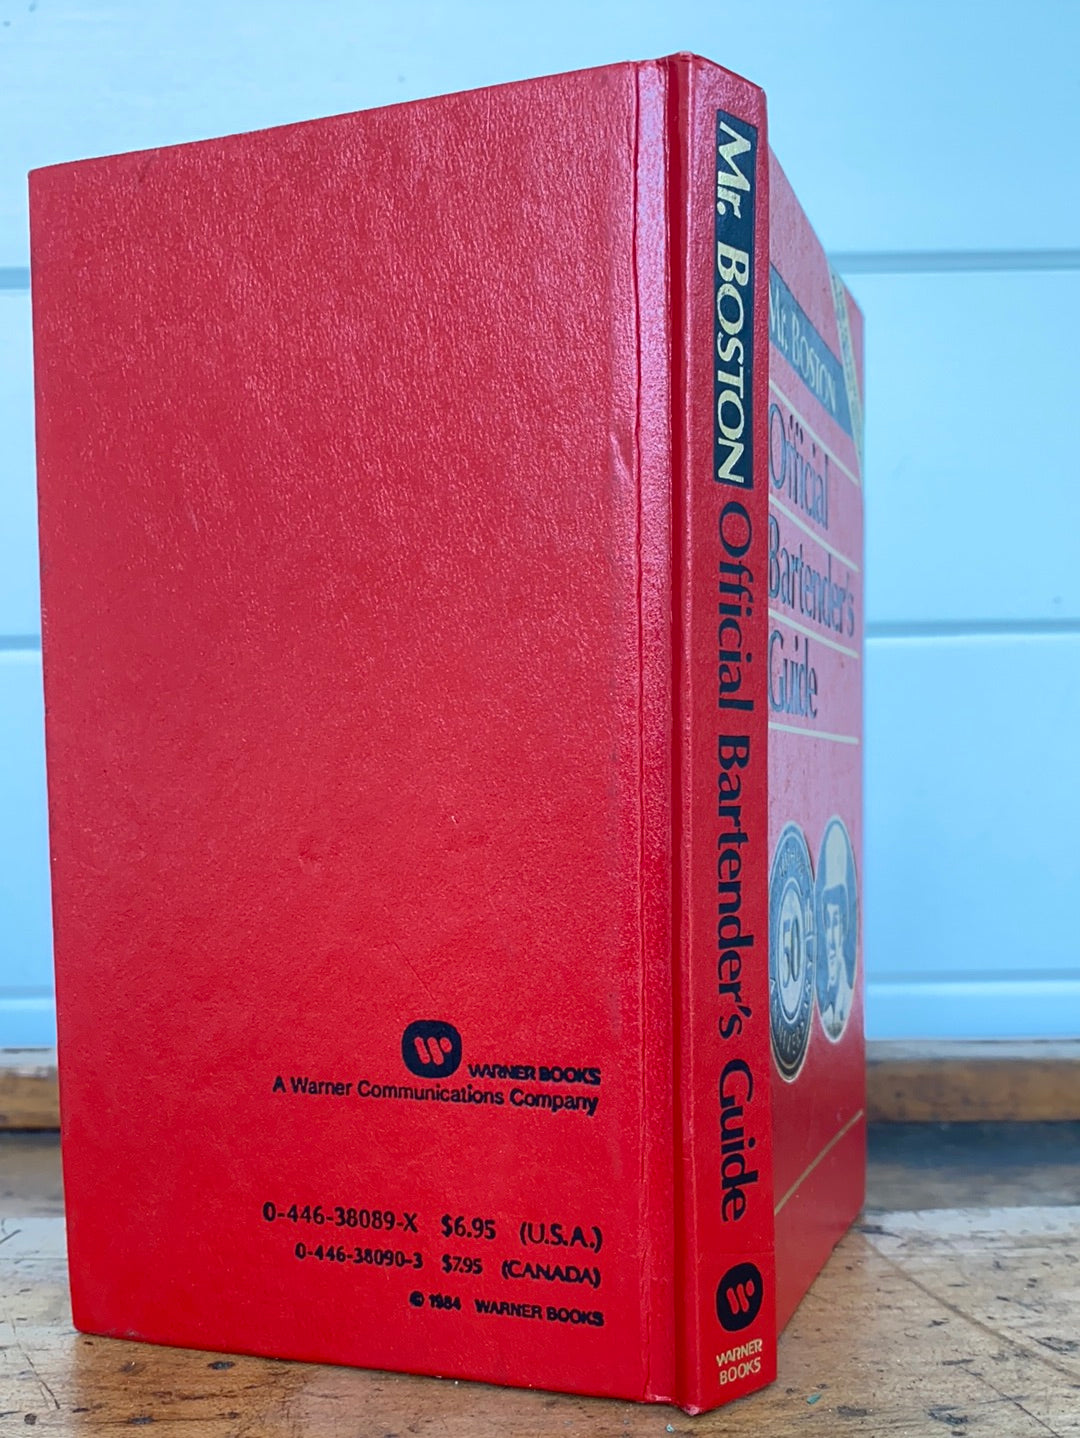 WARNER BOOKS
A Warner Communications Company
0-446-38089-X $6.95 (U.S.A.)
0-446-38090-3 $7.95 (CANADA)
© 1984 WARNER BOOKS
Mr. BOSTON Official Bartender's Guide
WARNER
BOOKS
Mr. BOSTON
Official
Bartender's
Guide
50th